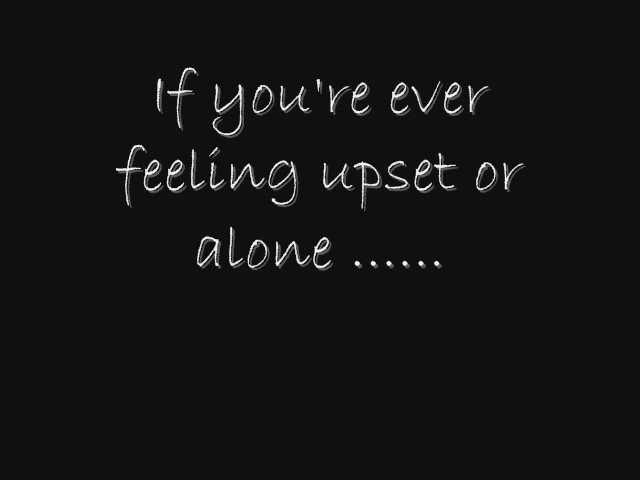 If you're ever
feeling upset or
alone ......